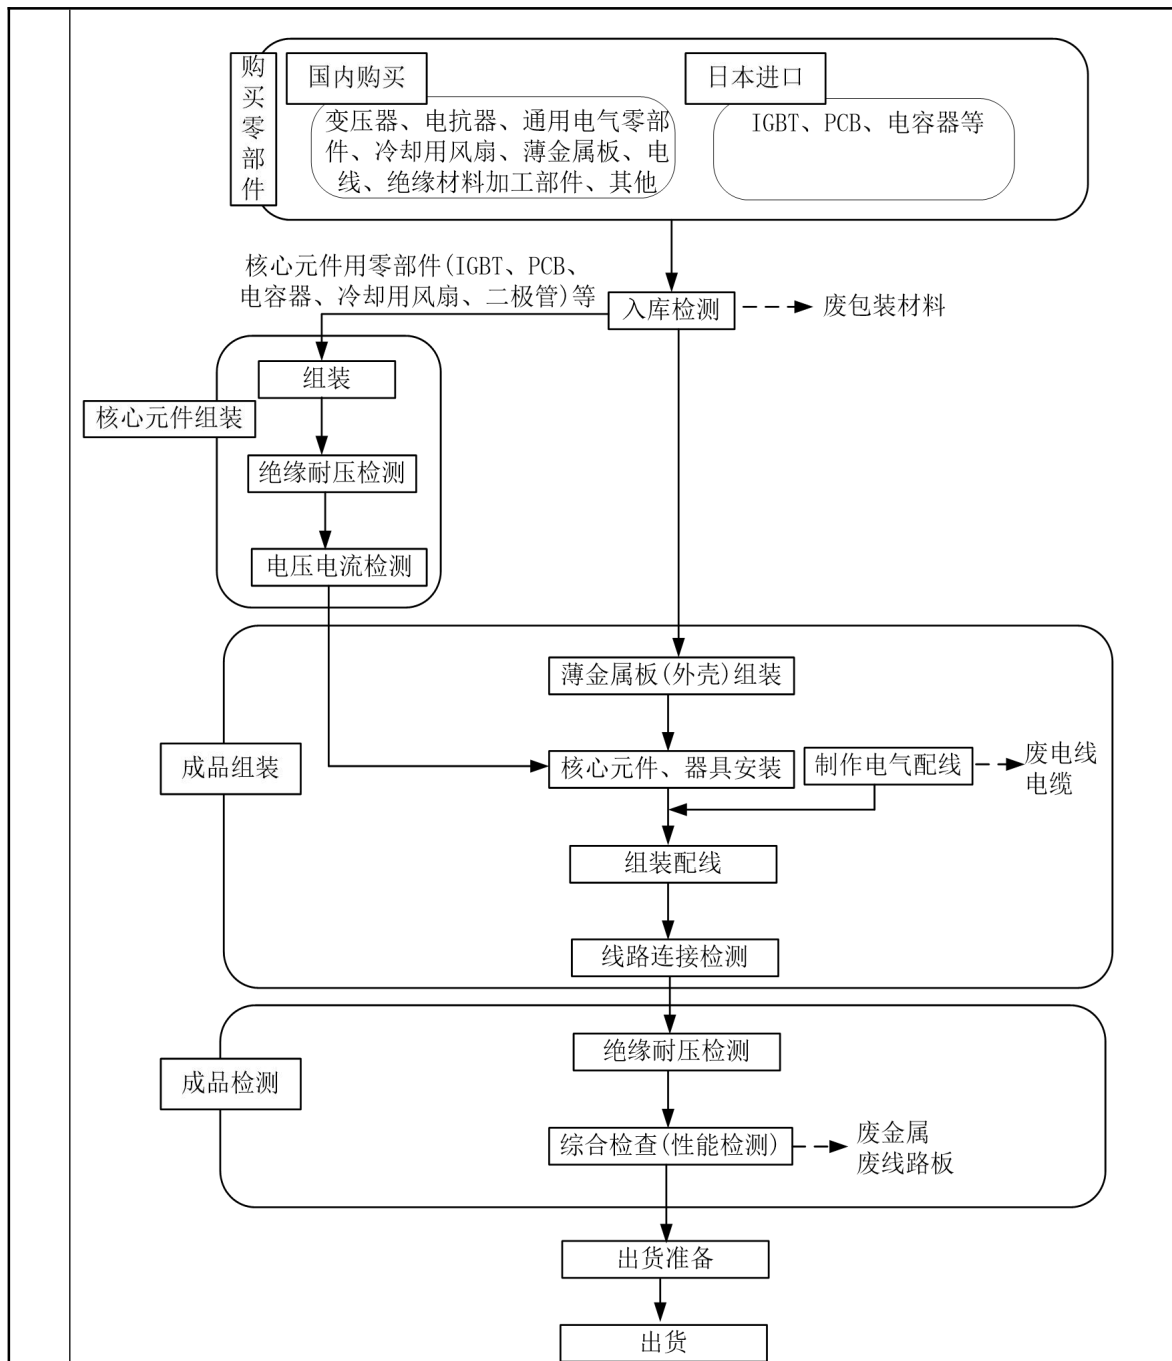 购
买
零
部
件
国内购买
变压器、电抗器、通用电气零部
件、冷却用风扇、薄金属板、电
线、绝缘材料加工部件、其他
日本进口
IGBT、PCB、电容器等
核心元件用零部件(IGBT、PCB、
电容器、冷却用风扇、二极管)等
入库检测
废包装材料
组装
核心元件组装
绝缘耐压检测
电压电流检测
薄金属板(外壳)组装
成品组装
核心元件、器具安装
制作电气配线
废电线
电缆
组装配线
线路连接检测
绝缘耐压检测
成品检测
综合检查(性能检测)
废金属
废线路板
出货准备
出货